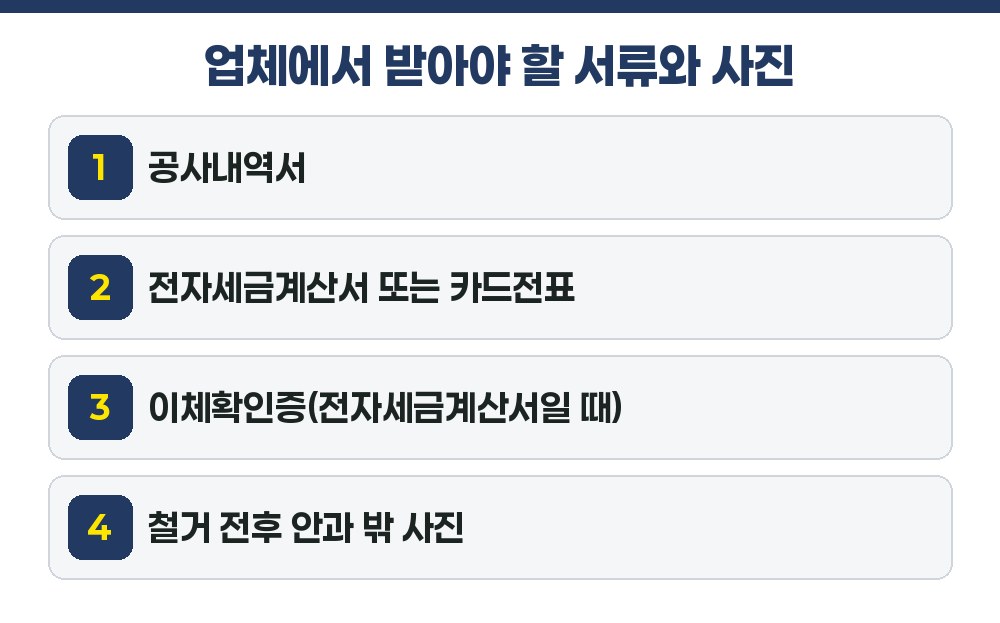 업체에서 받아야 할 서류와 사진
1 공사내역서
2 전자세금계산서 또는 카드전표
3 이체확인증(전자세금계산서일 때)
4 철거 전후 안과 밖 사진